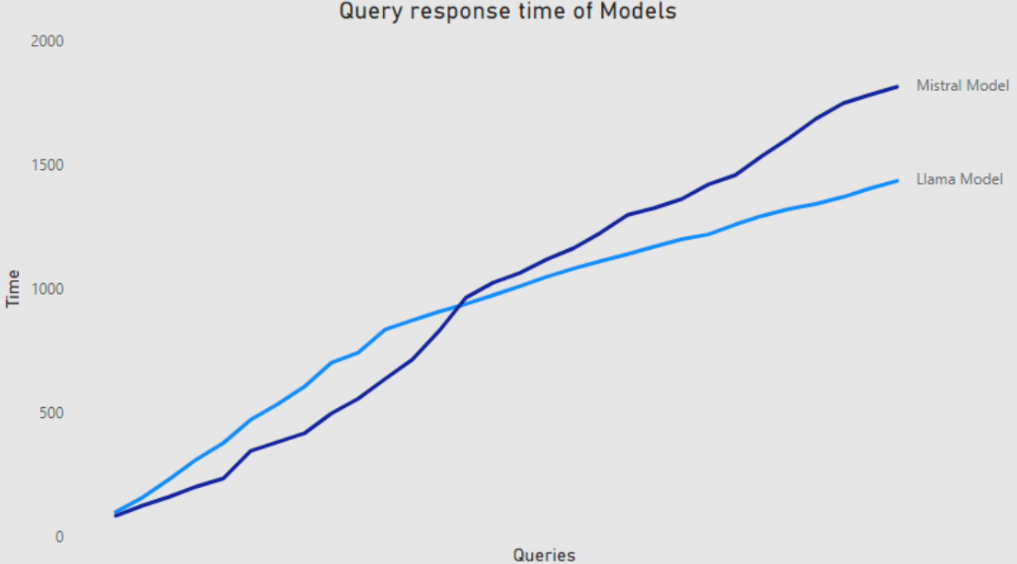 Query response time of Models
2000
Mistral Model
1500
Llama Model
1000
Time
500
0
Queries